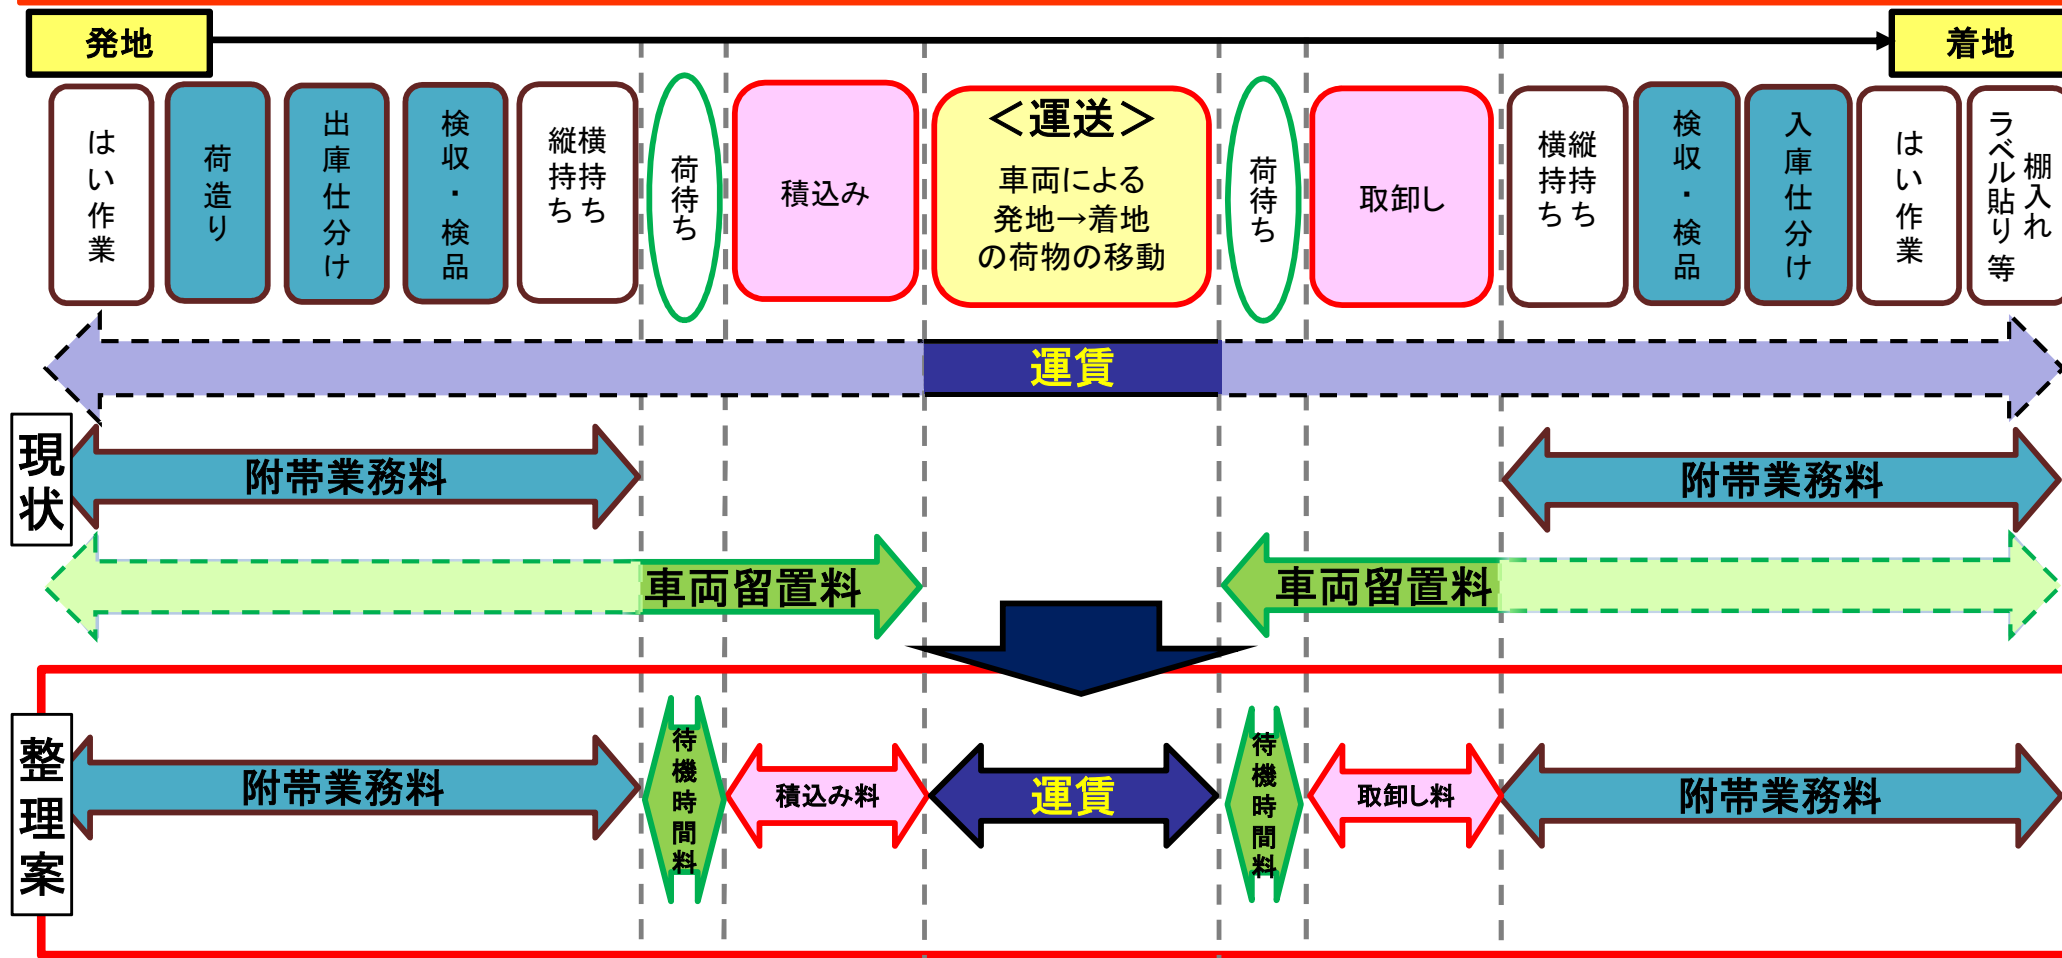 発地
着地
はい作業
荷造り
出庫仕分け
検収・検品
横持ち
縦持ち
荷待ち
積込み
＜運送＞
車両による
発地→着地
の荷物の移動
荷待ち
取卸し
縦持ち
横持ち
検収・検品
入庫仕分け
はい作業
棚入れ
ラベル貼り等
運賃
現状
附帯業務料
附帯業務料
車両留置料
車両留置料
整理案
附帯業務料
待機時間料
積込み料
運賃
待機時間料
取卸し料
附帯業務料